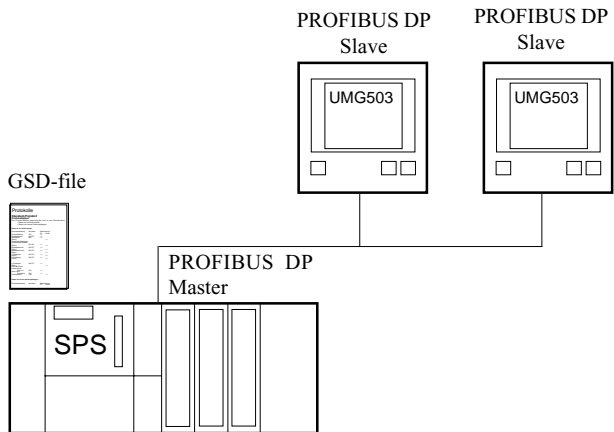 PROFIBUS DP
Slave
PROFIBUS DP
Slave
UMG503
UMG503
GSD-file
Protokolle
PROFIBUS DP
Master
SPS